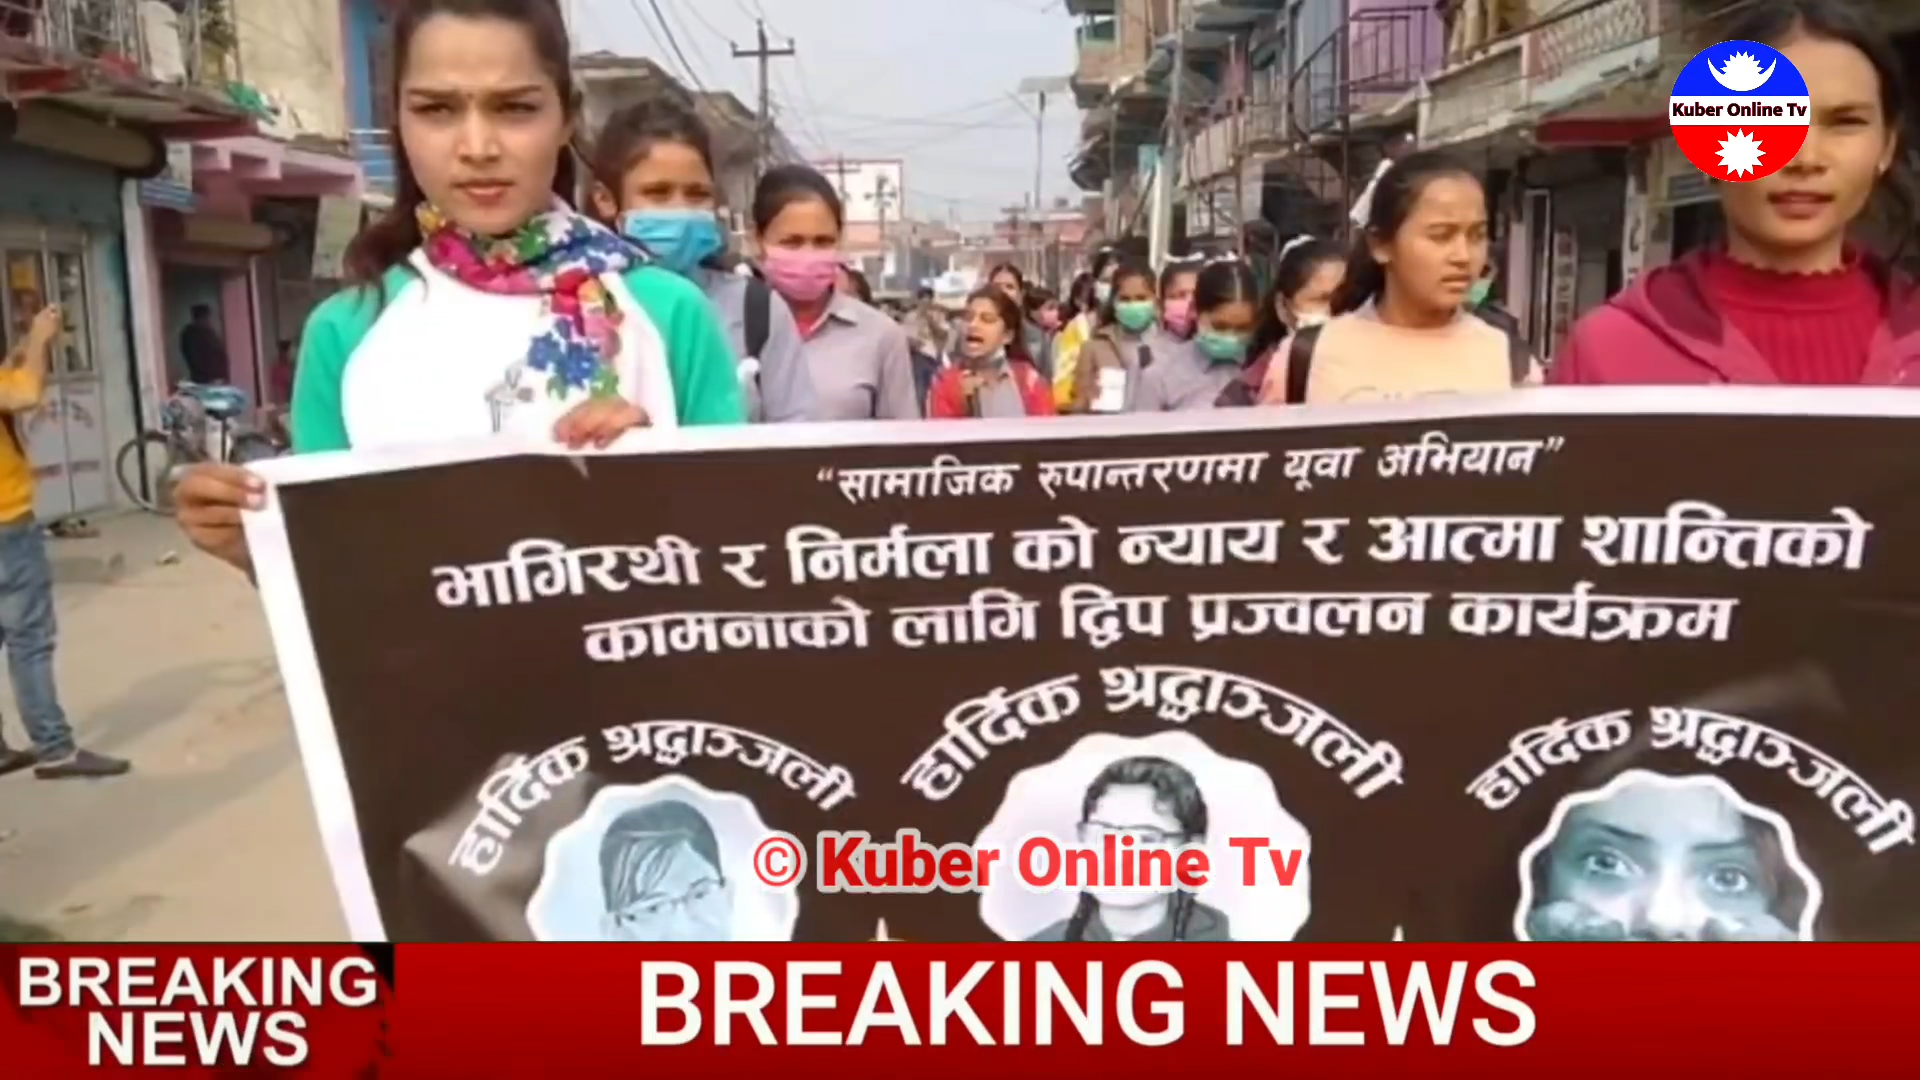 Kuber Online Tv
“सामाजिक रुपान्तरणमा यूवा अभियान”
भागिरथी र निर्मला को न्याय र आत्मा शान्तिको
कामनाको लागि द्विप प्रज्वलन कार्यक्रम
हार्दिक श्रद्धाञ्जली
हार्दिक श्रद्धाञ्जली
हार्दिक श्रद्धाञ्जली
© Kuber Online Tv
BREAKING
NEWS
BREAKING NEWS